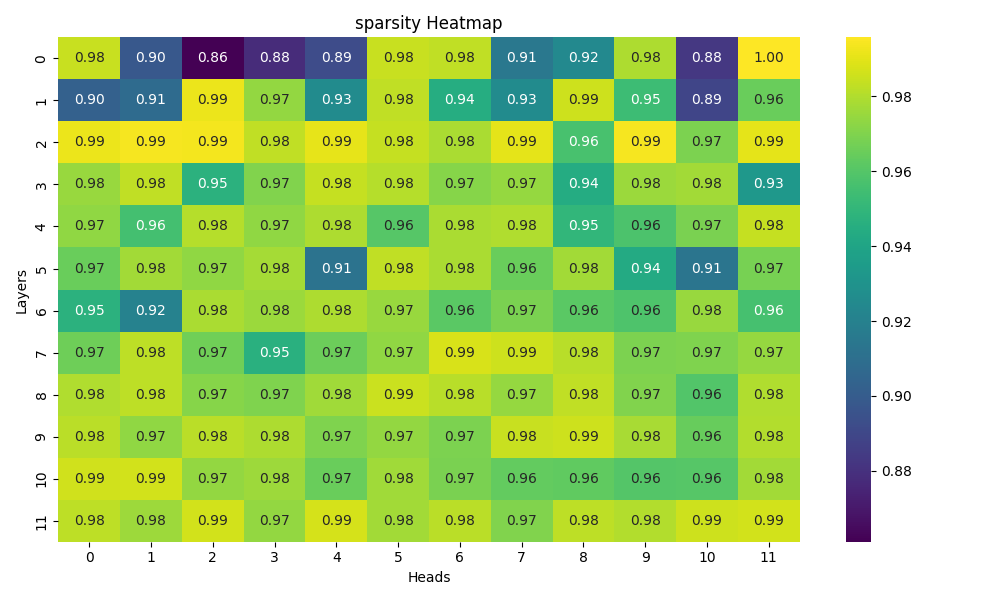 sparsity Heatmap
0 0.98 0.90 0.86 0.88 0.89 0.98 0.98 0.91 0.92 0.98 0.88 1.00
1 0.90 0.91 0.99 0.97 0.93 0.98 0.94 0.93 0.99 0.95 0.89 0.96
2 0.99 0.99 0.99 0.98 0.99 0.98 0.98 0.99 0.96 0.99 0.97 0.99
3 0.98 0.98 0.95 0.97 0.98 0.98 0.97 0.97 0.94 0.98 0.98 0.93
4 0.97 0.96 0.98 0.97 0.98 0.96 0.98 0.98 0.95 0.96 0.97 0.98
5 0.97 0.98 0.97 0.98 0.91 0.98 0.98 0.96 0.98 0.94 0.91 0.97
6 0.95 0.92 0.98 0.98 0.98 0.97 0.96 0.97 0.96 0.96 0.98 0.96
7 0.97 0.98 0.97 0.95 0.97 0.97 0.99 0.99 0.98 0.97 0.97 0.97
8 0.98 0.98 0.97 0.97 0.98 0.99 0.98 0.97 0.98 0.97 0.96 0.98
9 0.98 0.97 0.98 0.98 0.97 0.97 0.97 0.98 0.99 0.98 0.96 0.98
10 0.99 0.99 0.97 0.98 0.97 0.98 0.97 0.96 0.96 0.96 0.96 0.98
11 0.98 0.98 0.99 0.97 0.99 0.98 0.98 0.97 0.98 0.98 0.99 0.99
0 1 2 3 4 5 6 7 8 9 10 11
Heads
Layers
0.98
0.96
0.94
0.92
0.90
0.88